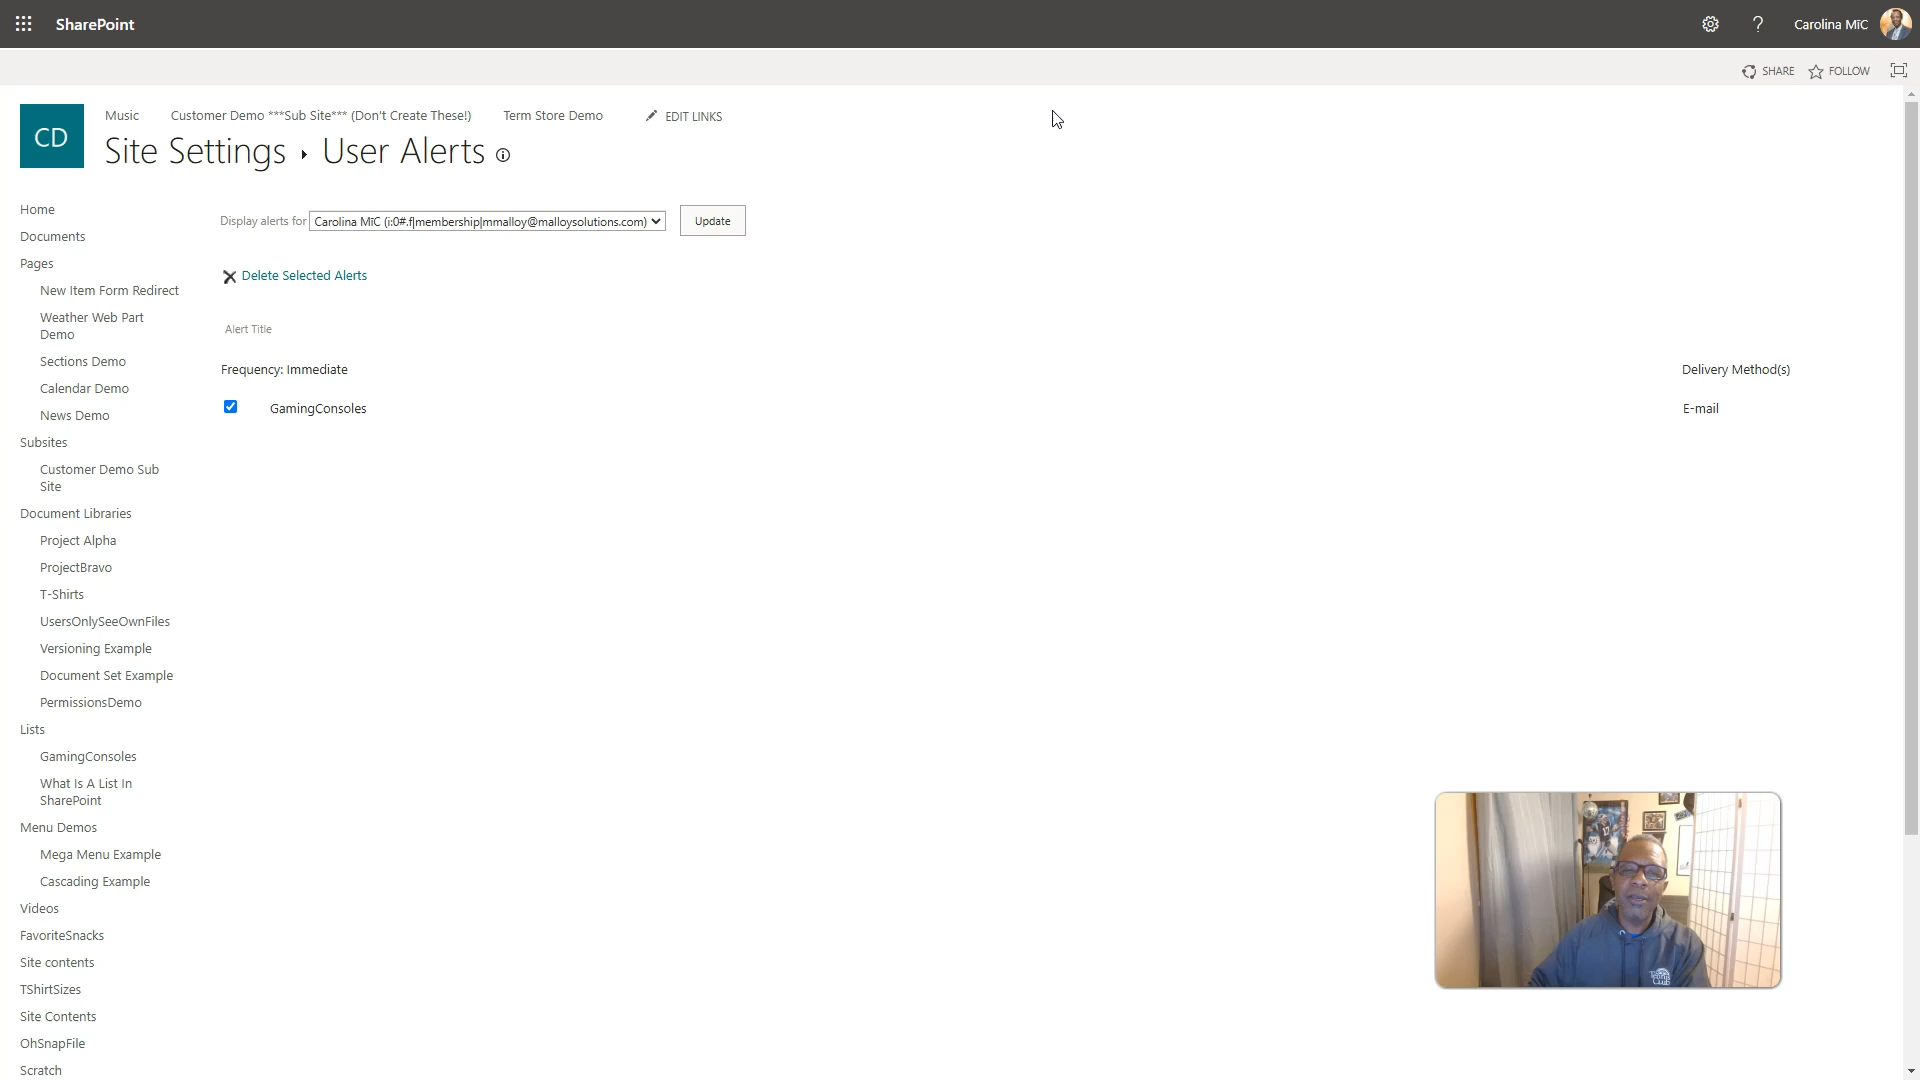 SharePoint
Carolina MïC
SHARE
FOLLOW
CD
Music
Customer Demo ***Sub Site*** (Don't Create These!)
Term Store Demo
EDIT LINKS
Site Settings ▸ User Alerts
Home
Documents
Pages
New Item Form Redirect
Weather Web Part
Demo
Sections Demo
Calendar Demo
News Demo
Subsites
Customer Demo Sub
Site
Document Libraries
Project Alpha
ProjectBravo
T-Shirts
UsersOnlySeeOwnFiles
Versioning Example
Document Set Example
PermissionsDemo
Lists
GamingConsoles
What Is A List In
SharePoint
Menu Demos
Mega Menu Example
Cascading Example
Videos
FavoriteSnacks
Site contents
TShirtSizes
Site Contents
OhSnapFile
Scratch
Display alerts for Carolina MïC (i:0#.f|membership|mmalloy@malloysolutions.com) Update
Delete Selected Alerts
Alert Title
Frequency: Immediate
Delivery Method(s)
GamingConsoles
E-mail